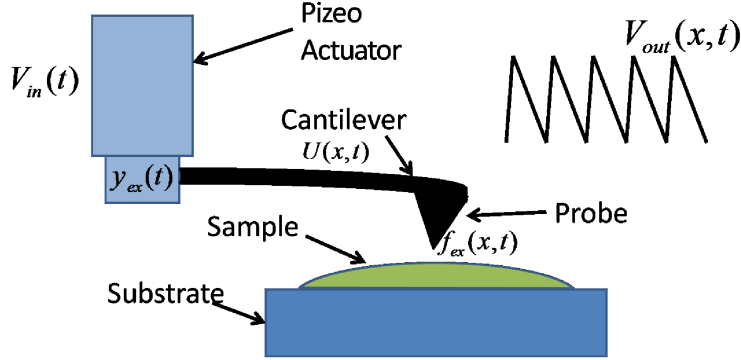 Pizeo
Actuator
V_in(t)
V_out(x,t)
Cantilever
U(x,t)
y_ex(t)
Probe
Sample
f_ex(x,t)
Substrate